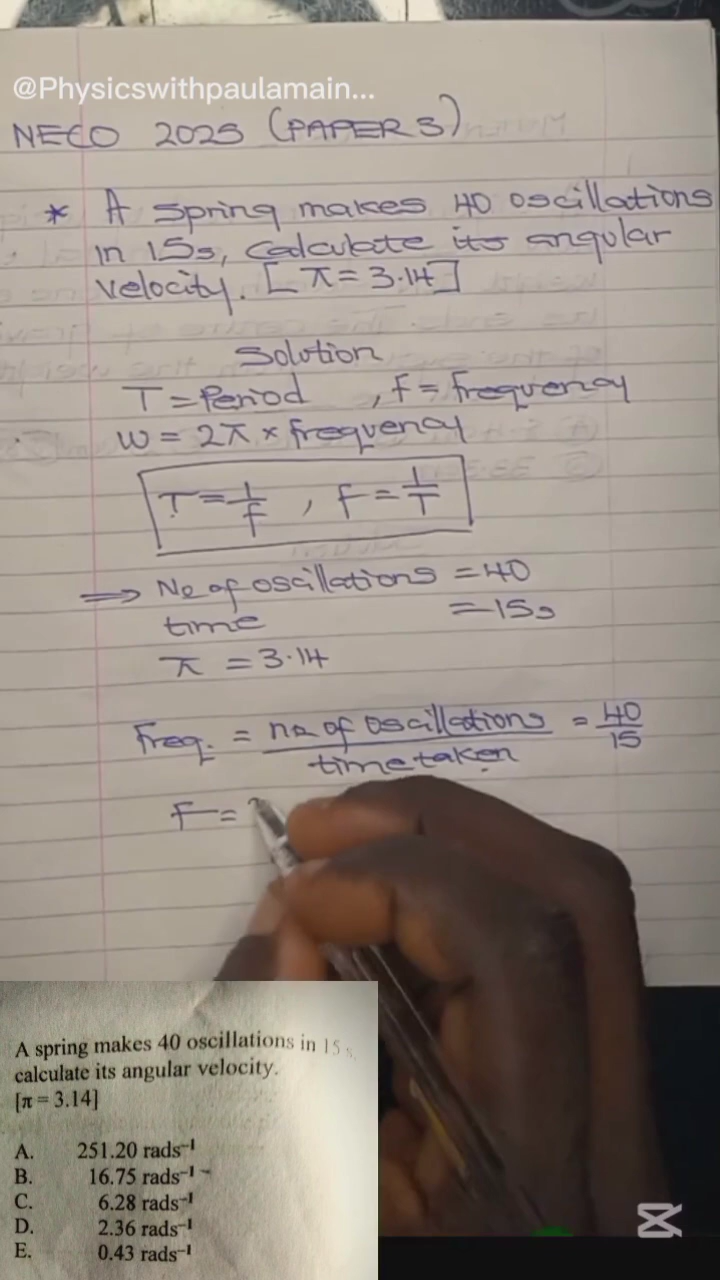 @Physicswithpaulamain...
NECO 2025 (PAPER 3)
* A spring makes 40 oscillations
in 15s, calculate its angular
velocity. [π = 3.14]
Solution
T = Period , f = frequency
W = 2π × frequency
T = 1/f , F = 1/T
⇒ No of oscillations = 40
time = 15s
π = 3.14
Freq. = no of oscillations / time taken = 40/15
F =
A spring makes 40 oscillations in 15 s,
calculate its angular velocity.
[π = 3.14]
A. 251.20 rads⁻¹
B. 16.75 rads⁻¹
C. 6.28 rads⁻¹
D. 2.36 rads⁻¹
E. 0.43 rads⁻¹